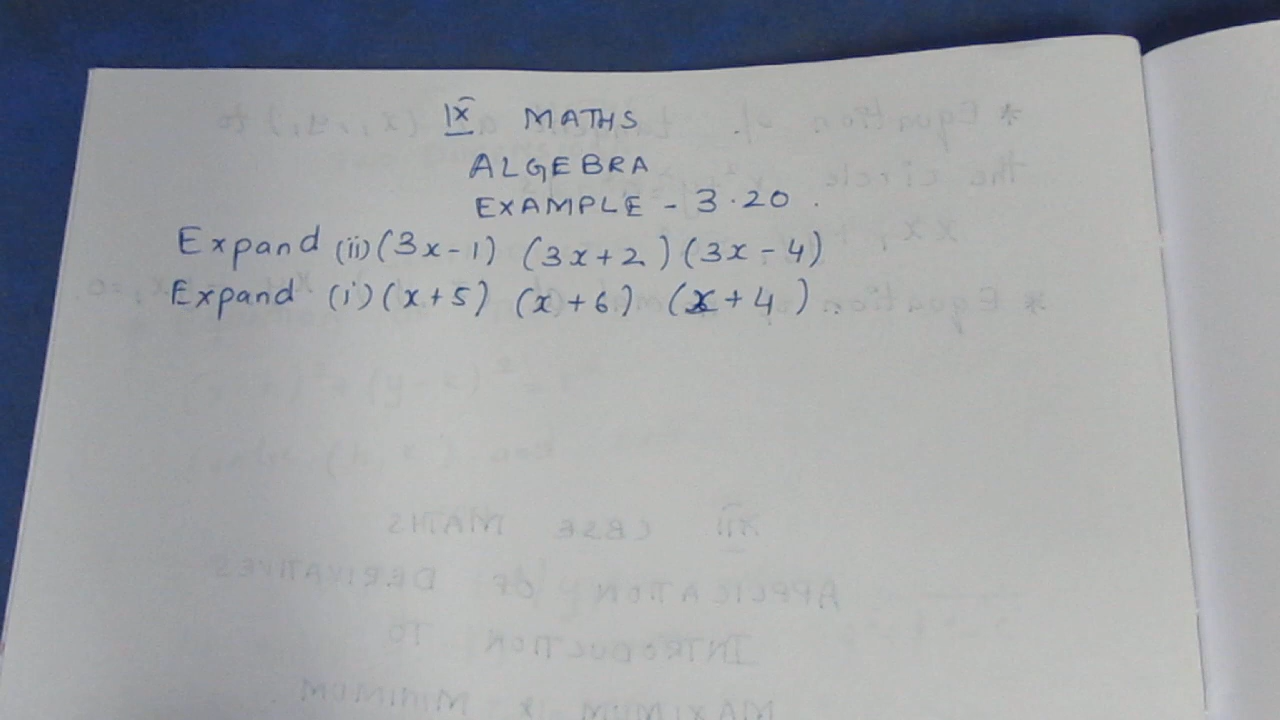 IX MATHS
ALGEBRA
EXAMPLE - 3.20.
Expand (ii) (3x-1) (3x+2) (3x-4)
Expand (i) (x+5) (x+6) (x+4).